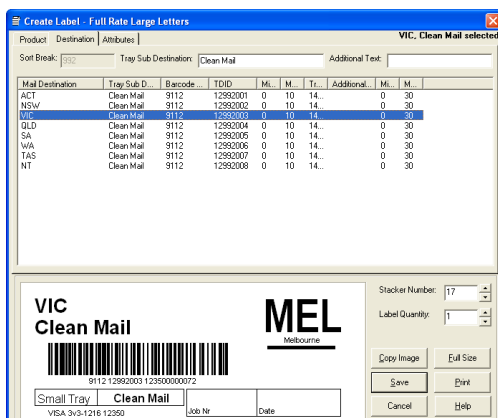 Create Label - Full Rate Large Letters
Product Destination Attributes VIC, Clean Mail selected
Sort Break: 992 Tray Sub Destination: Clean Mail Additional Text:
Mail Destination Tray Sub D... Barcode ... TDID Mi... M... Tr... Additional... Mi... M...
ACT Clean Mail 9112 12992001 0 10 14... 0 30
NSW Clean Mail 9112 12992002 0 10 14... 0 30
VIC Clean Mail 9112 12992003 0 10 14... 0 30
QLD Clean Mail 9112 12992004 0 10 14... 0 30
SA Clean Mail 9112 12992005 0 10 14... 0 30
WA Clean Mail 9112 12992006 0 10 14... 0 30
TAS Clean Mail 9112 12992007 0 10 14... 0 30
NT Clean Mail 9112 12992008 0 10 14... 0 30
Stacker Number: 17
Label Quantity: 1
VIC
Clean Mail
MEL
Melbourne
9112 12992003 123500000072
Small Tray Clean Mail
VISA 3v3-1216 12350 Job Nr Date
Copy Image Full Size
Save Print
Cancel Help